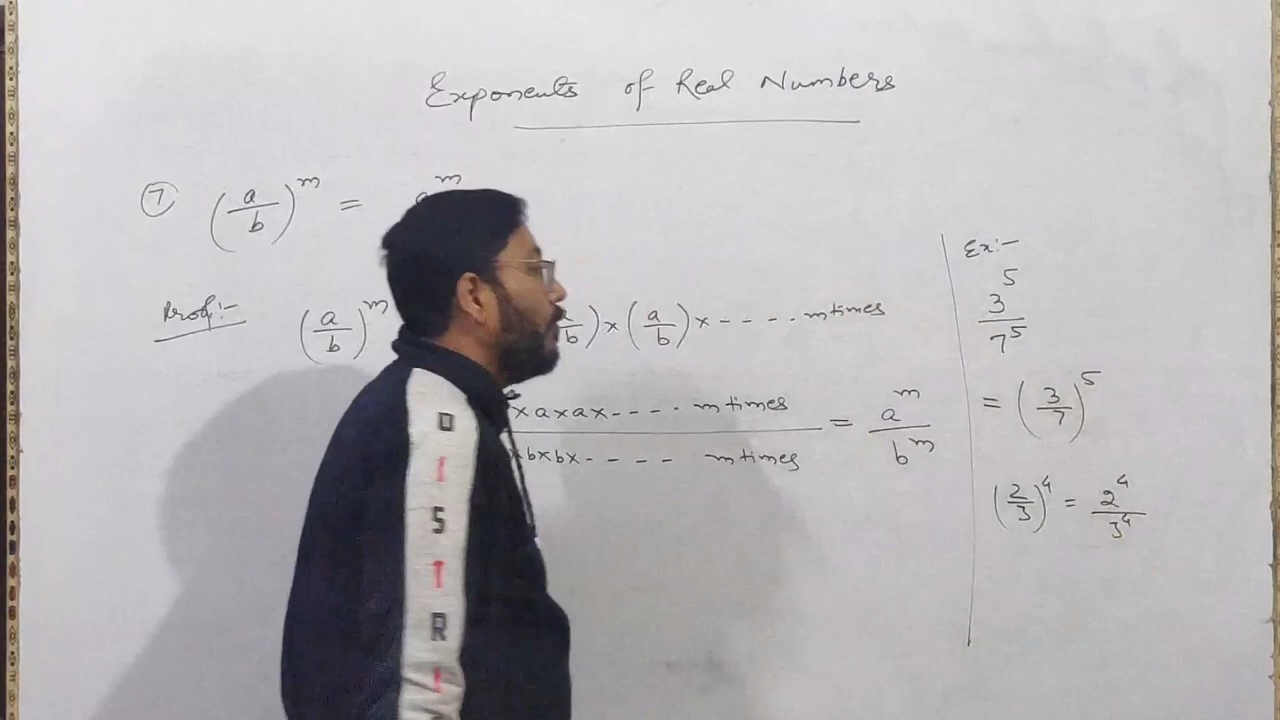 Exponents of Real Numbers
7 (a/b)^m = a^m
Proof:- (a/b)^m /b) × (a/b) × - - - - . m times
×a×a×- - - - . m times = a^m/b^m
×b×b×- - - - m times
Ex:-
3^5/7^5
= (3/7)^5
(2/3)^4 = 2^4/3^4
D I S T R I